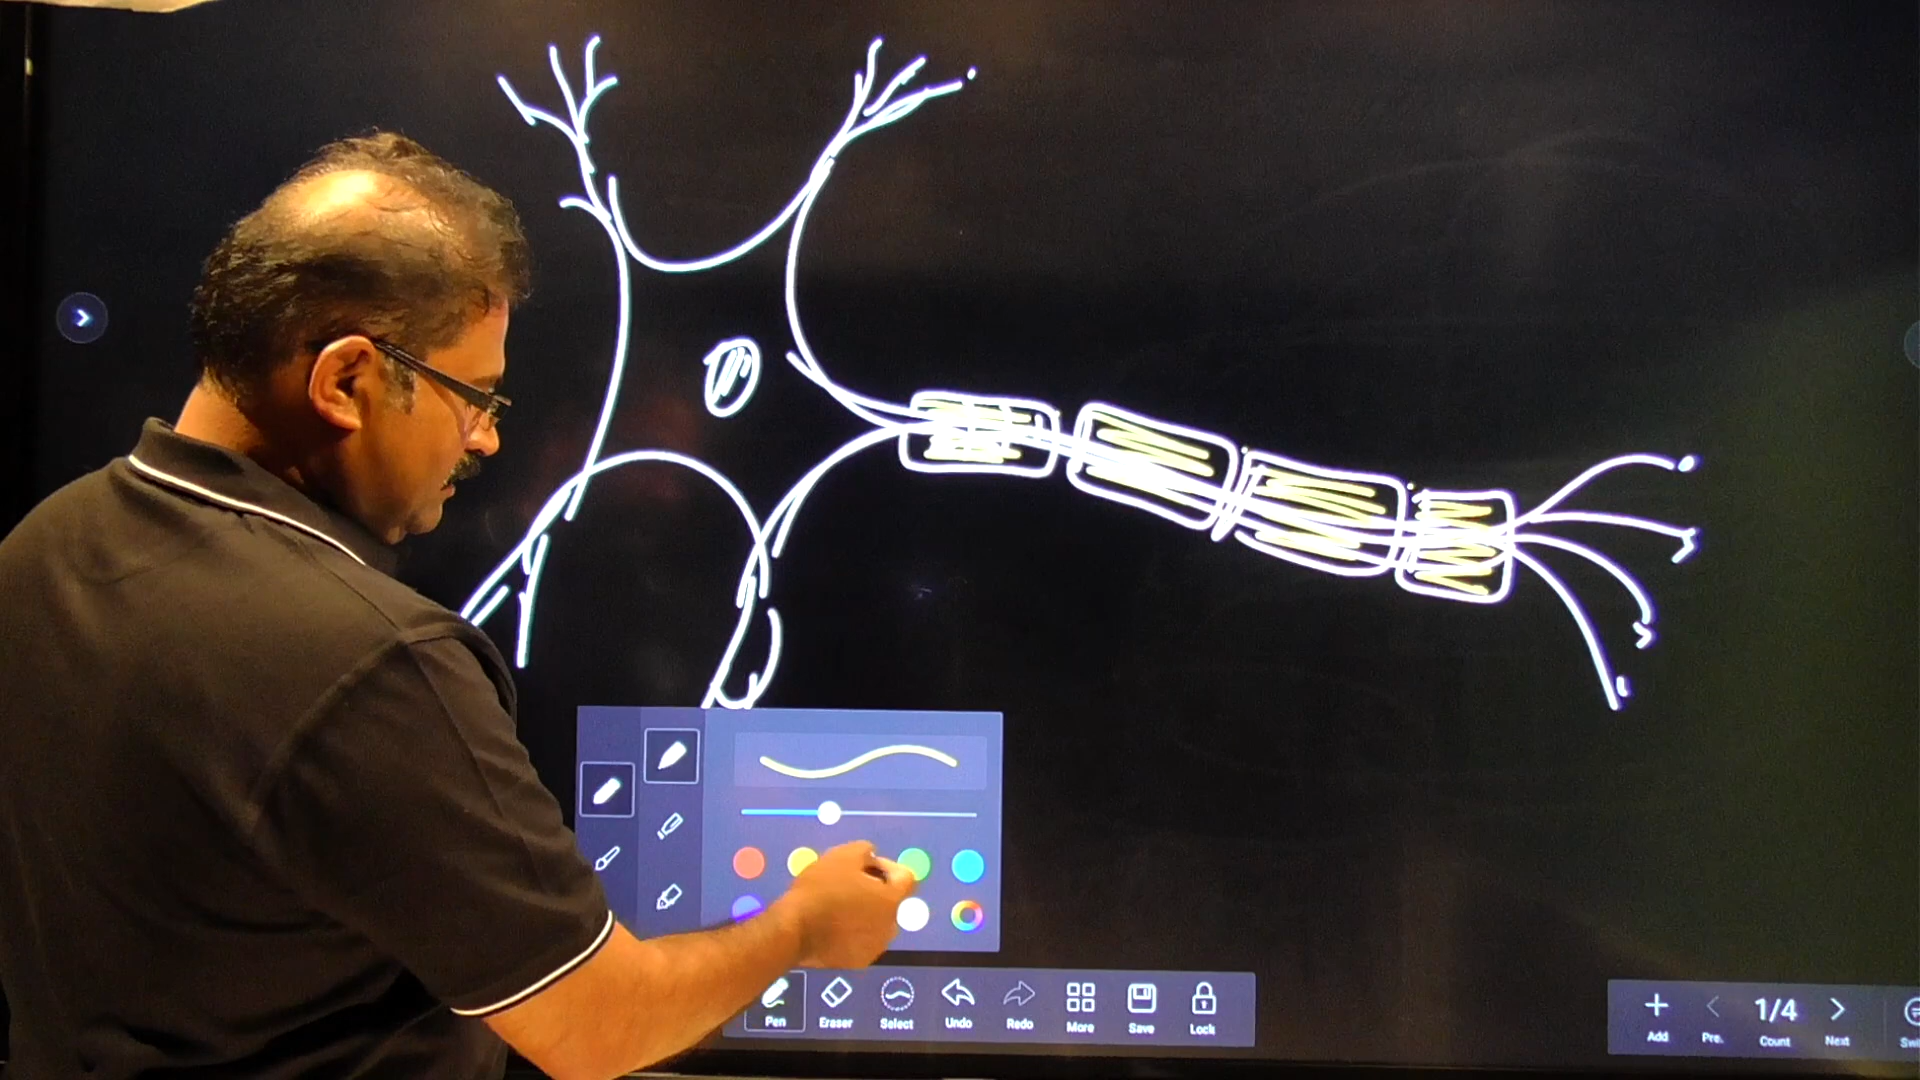 Pen Eraser Select Undo Redo More Save Lock
1/4
Add Pre. Count Next